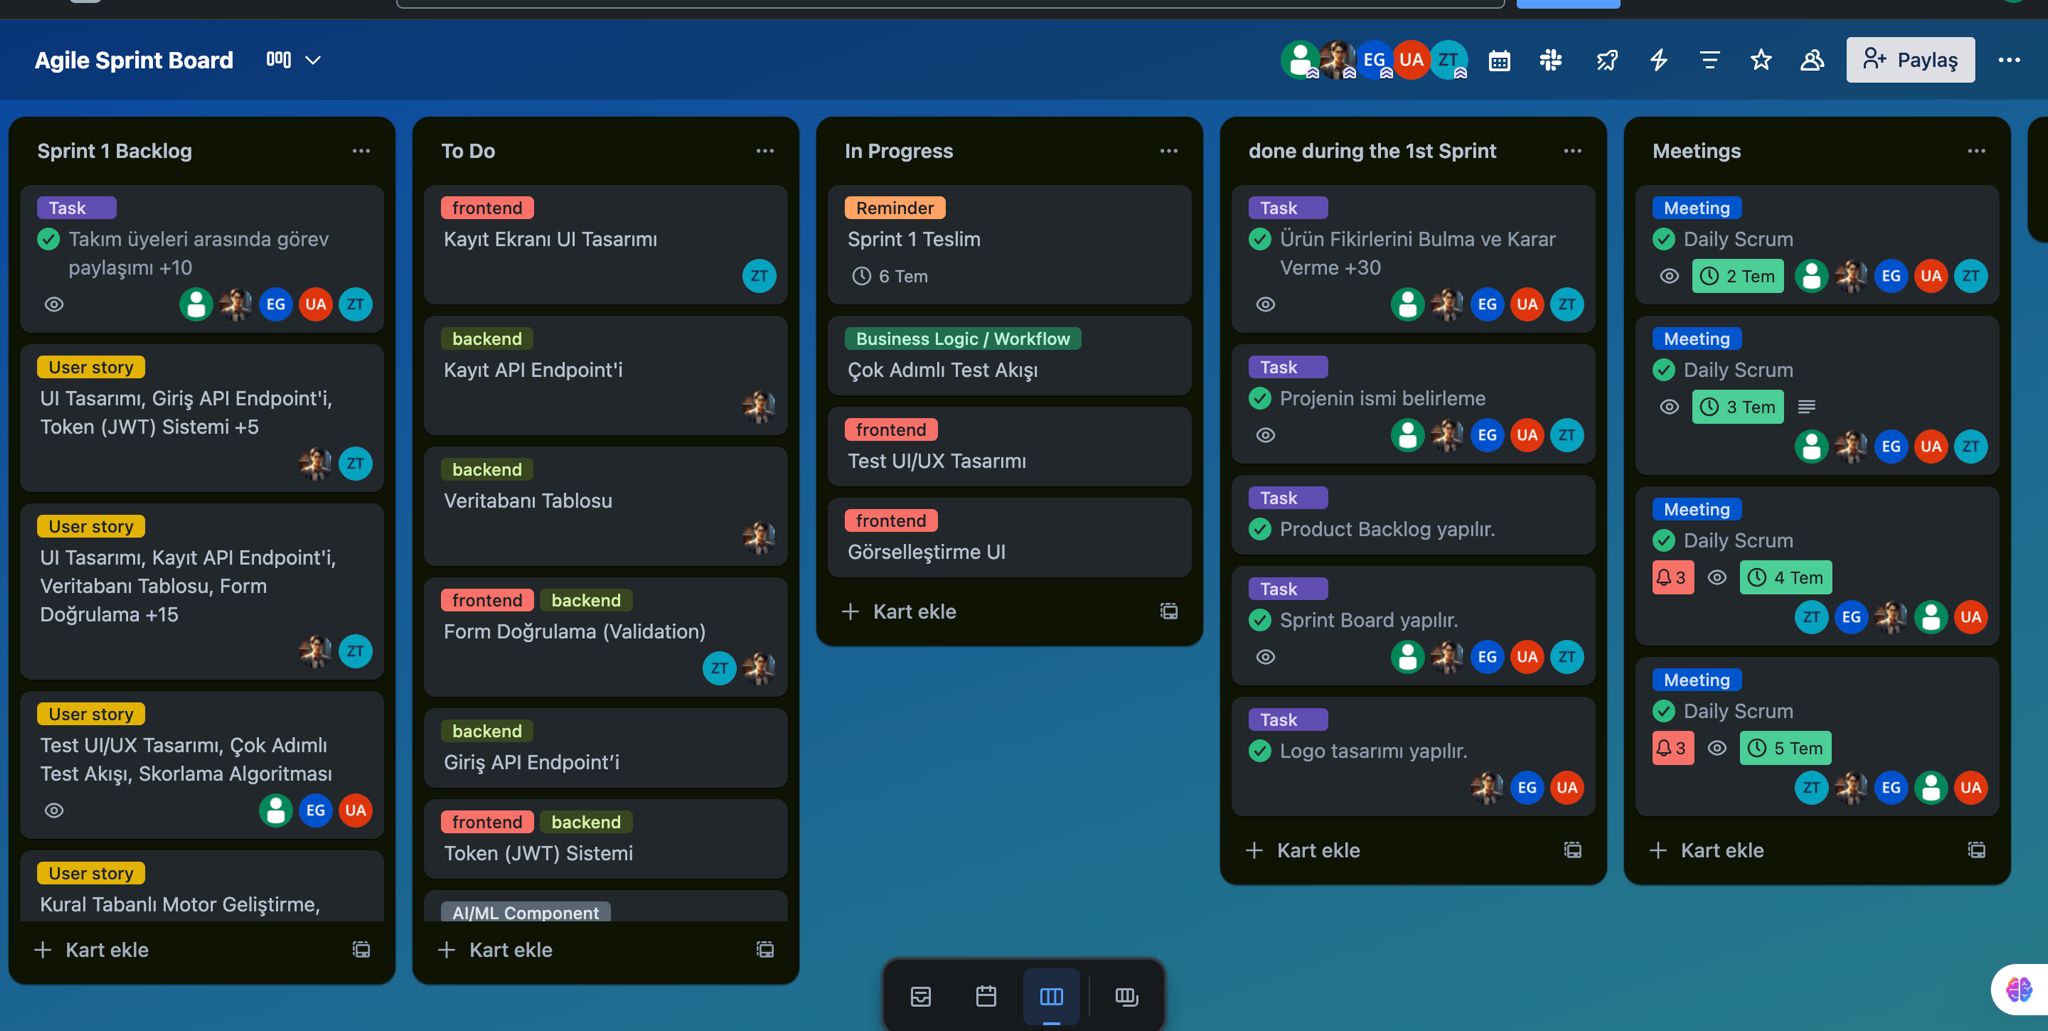 Agile Sprint Board
EG
UA
ZT
Paylaş
Sprint 1 Backlog
Task
Takım üyeleri arasında görev
paylaşımı +10
EG
UA
ZT
User story
UI Tasarımı, Giriş API Endpoint'i,
Token (JWT) Sistemi +5
ZT
User story
UI Tasarımı, Kayıt API Endpoint'i,
Veritabanı Tablosu, Form
Doğrulama +15
ZT
User story
Test UI/UX Tasarımı, Çok Adımlı
Test Akışı, Skorlama Algoritması
EG
UA
User story
Kural Tabanlı Motor Geliştirme,
Kart ekle
To Do
frontend
Kayıt Ekranı UI Tasarımı
ZT
backend
Kayıt API Endpoint'i
backend
Veritabanı Tablosu
frontend backend
Form Doğrulama (Validation)
ZT
backend
Giriş API Endpoint’i
frontend backend
Token (JWT) Sistemi
AI/ML Component
Kart ekle
In Progress
Reminder
Sprint 1 Teslim
6 Tem
Business Logic / Workflow
Çok Adımlı Test Akışı
frontend
Test UI/UX Tasarımı
frontend
Görselleştirme UI
Kart ekle
done during the 1st Sprint
Task
Ürün Fikirlerini Bulma ve Karar
Verme +30
EG
UA
ZT
Task
Projenin ismi belirleme
EG
UA
ZT
Task
Product Backlog yapılır.
Task
Sprint Board yapılır.
EG
UA
ZT
Task
Logo tasarımı yapılır.
EG
UA
Kart ekle
Meetings
Meeting
Daily Scrum
2 Tem
EG
UA
ZT
Meeting
Daily Scrum
3 Tem
EG
UA
ZT
Meeting
Daily Scrum
3
4 Tem
ZT
EG
UA
Meeting
Daily Scrum
3
5 Tem
ZT
EG
UA
Kart ekle